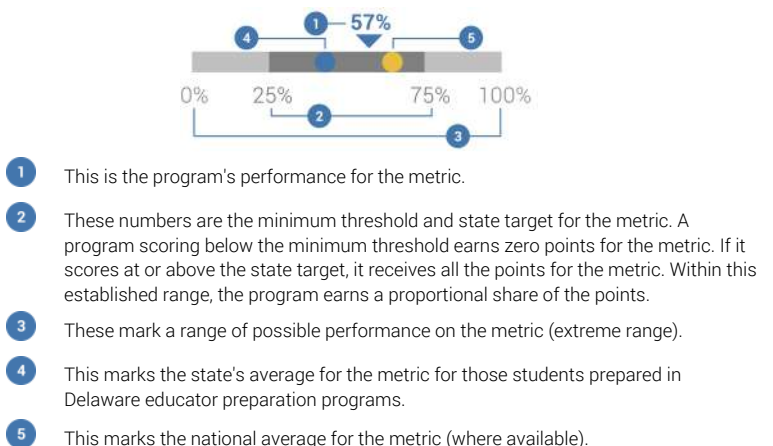 1 57%
4 5
0% 25% 75% 100%
2
3
1 This is the program's performance for the metric.
2 These numbers are the minimum threshold and state target for the metric. A
program scoring below the minimum threshold earns zero points for the metric. If it
scores at or above the state target, it receives all the points for the metric. Within this
established range, the program earns a proportional share of the points.
3 These mark a range of possible performance on the metric (extreme range).
4 This marks the state's average for the metric for those students prepared in
Delaware educator preparation programs.
5 This marks the national average for the metric (where available).